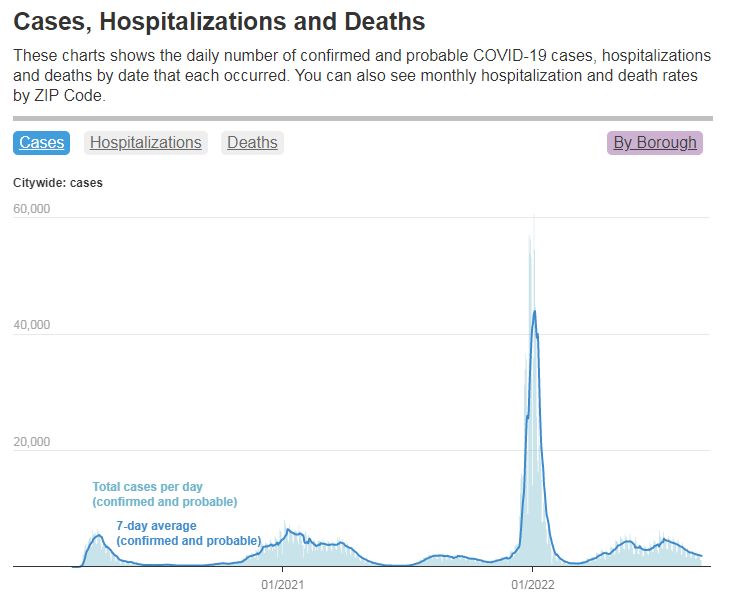 Cases, Hospitalizations and Deaths
These charts shows the daily number of confirmed and probable COVID-19 cases, hospitalizations
and deaths by date that each occurred. You can also see monthly hospitalization and death rates
by ZIP Code.
Cases Hospitalizations Deaths By Borough
Citywide: cases
60,000
40,000
20,000
Total cases per day
(confirmed and probable)
7-day average
(confirmed and probable)
01/2021 01/2022